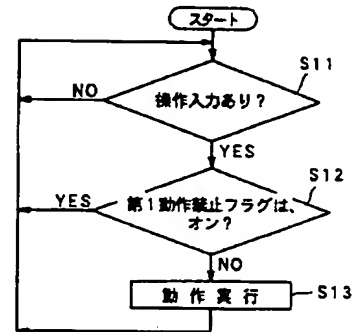 スタート
S11
操作入力あり?
NO
YES
S12
第1動作禁止フラグは、
オン?
YES
NO
動作実行
S13